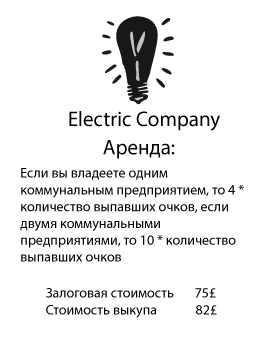 Electric Company
Аренда:
Если вы владеете одним
коммунальным предприятием, то 4 *
количество выпавших очков, если
двумя коммунальными
предприятиями, то 10 * количество
выпавших очков
Залоговая стоимость 75£
Стоимость выкупа 82£